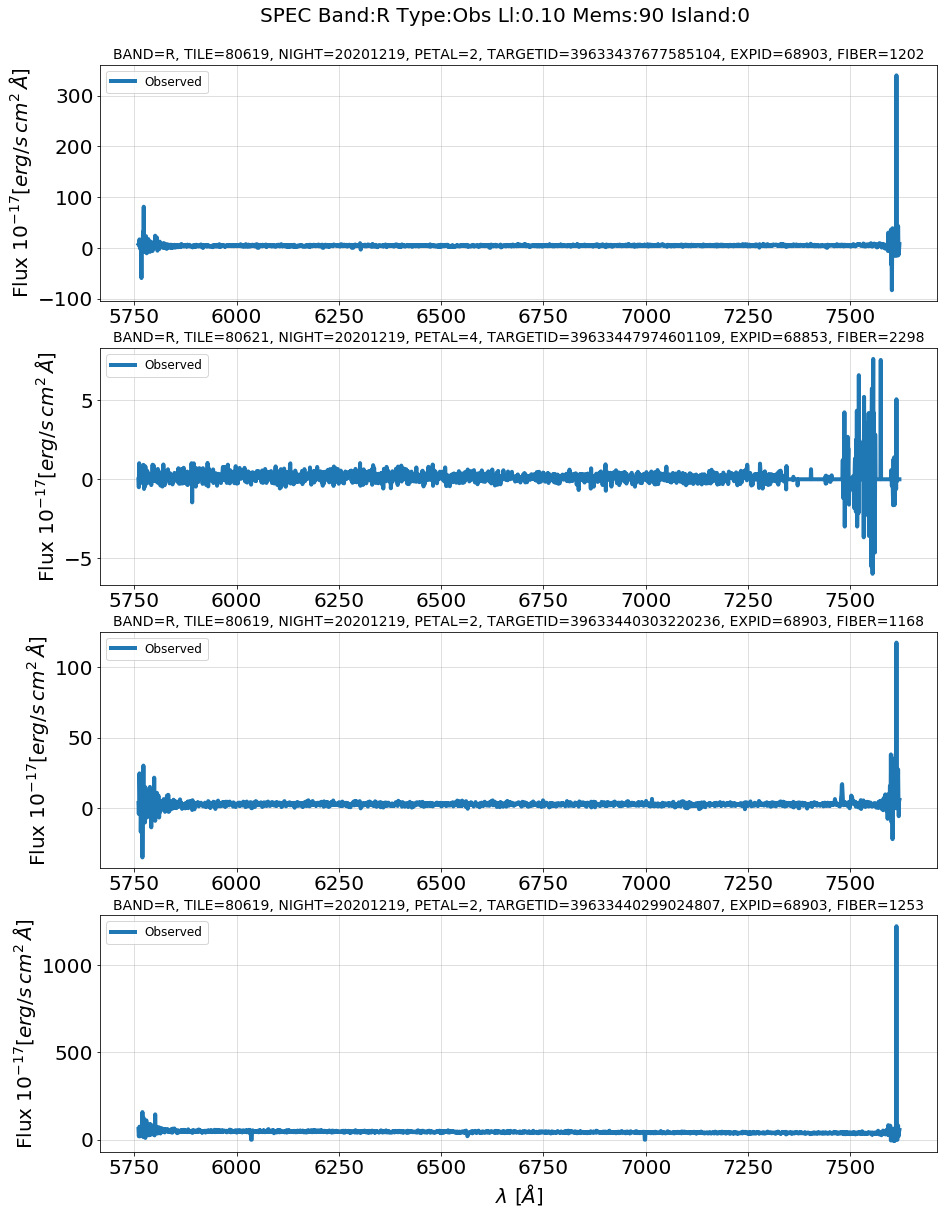 SPEC Band:R Type:Obs Ll:0.10 Mems:90 Island:0
BAND=R, TILE=80619, NIGHT=20201219, PETAL=2, TARGETID=39633437677585104, EXPID=68903, FIBER=1202
Observed
Flux 10^{-17}[erg/s cm^2 Å]
300
200
100
0
−100
5750 6000 6250 6500 6750 7000 7250 7500
BAND=R, TILE=80621, NIGHT=20201219, PETAL=4, TARGETID=39633447974601109, EXPID=68853, FIBER=2298
Observed
Flux 10^{-17}[erg/s cm^2 Å]
5
0
−5
5750 6000 6250 6500 6750 7000 7250 7500
BAND=R, TILE=80619, NIGHT=20201219, PETAL=2, TARGETID=39633440303220236, EXPID=68903, FIBER=1168
Observed
Flux 10^{-17}[erg/s cm^2 Å]
100
50
0
5750 6000 6250 6500 6750 7000 7250 7500
BAND=R, TILE=80619, NIGHT=20201219, PETAL=2, TARGETID=39633440299024807, EXPID=68903, FIBER=1253
Observed
Flux 10^{-17}[erg/s cm^2 Å]
1000
500
0
5750 6000 6250 6500 6750 7000 7250 7500
λ [Å]